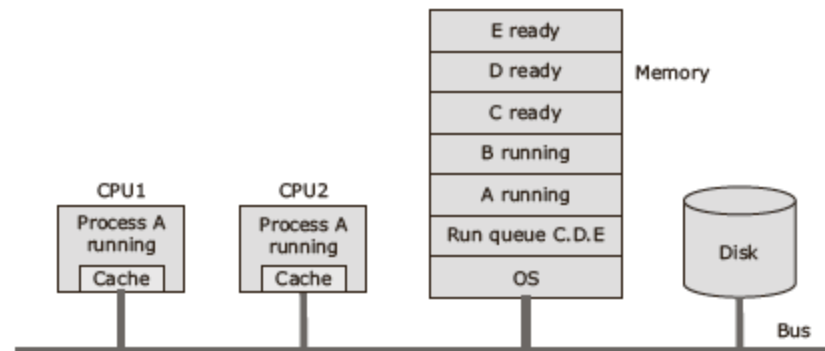 E ready
D ready
Memory
C ready
B running
CPU1
CPU2
A running
Process A
running
Process A
running
Run queue C.D.E
Disk
Cache
Cache
OS
Bus